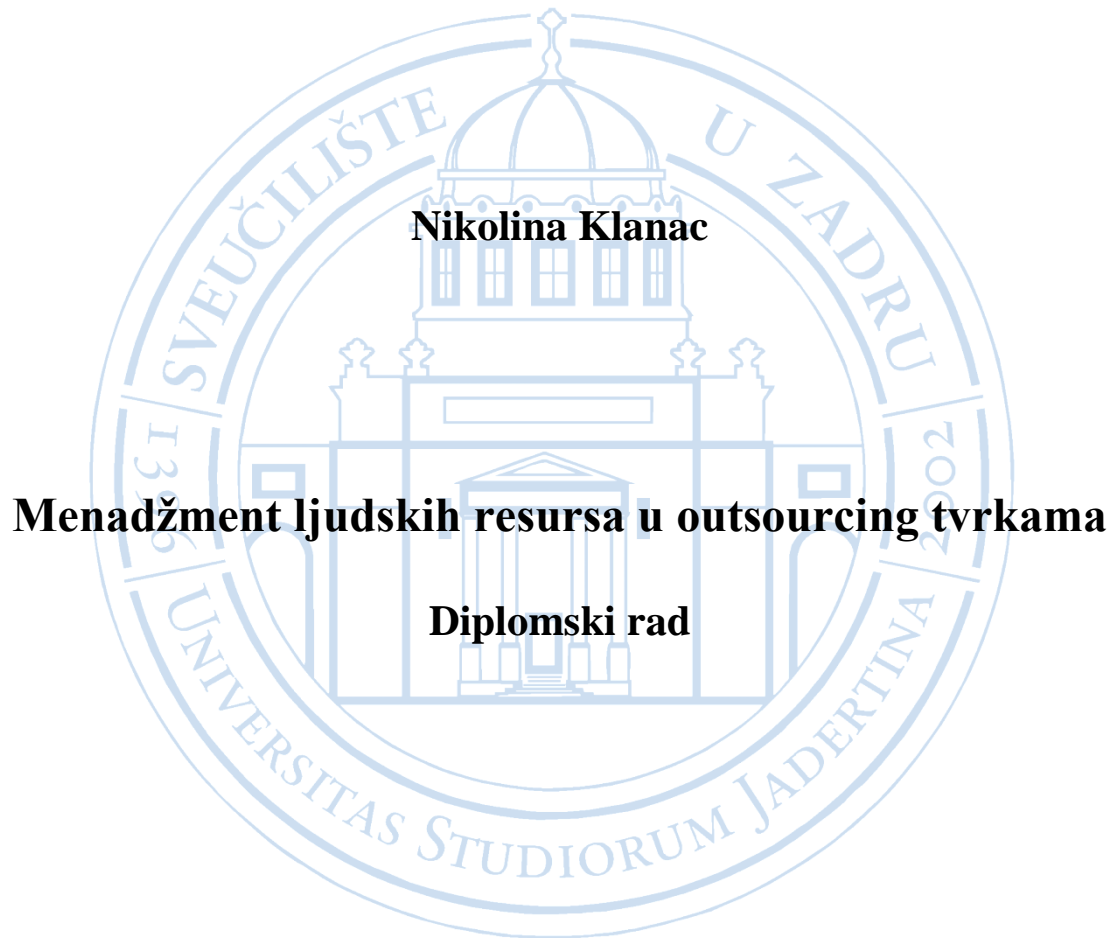 SVEUČILIŠTE U ZADRU
Nikolina Klanac
1396
2002
Menadžment ljudskih resursa u outsourcing tvrkama
Diplomski rad
UNIVERSITAS STUDIORUM JADERTINA